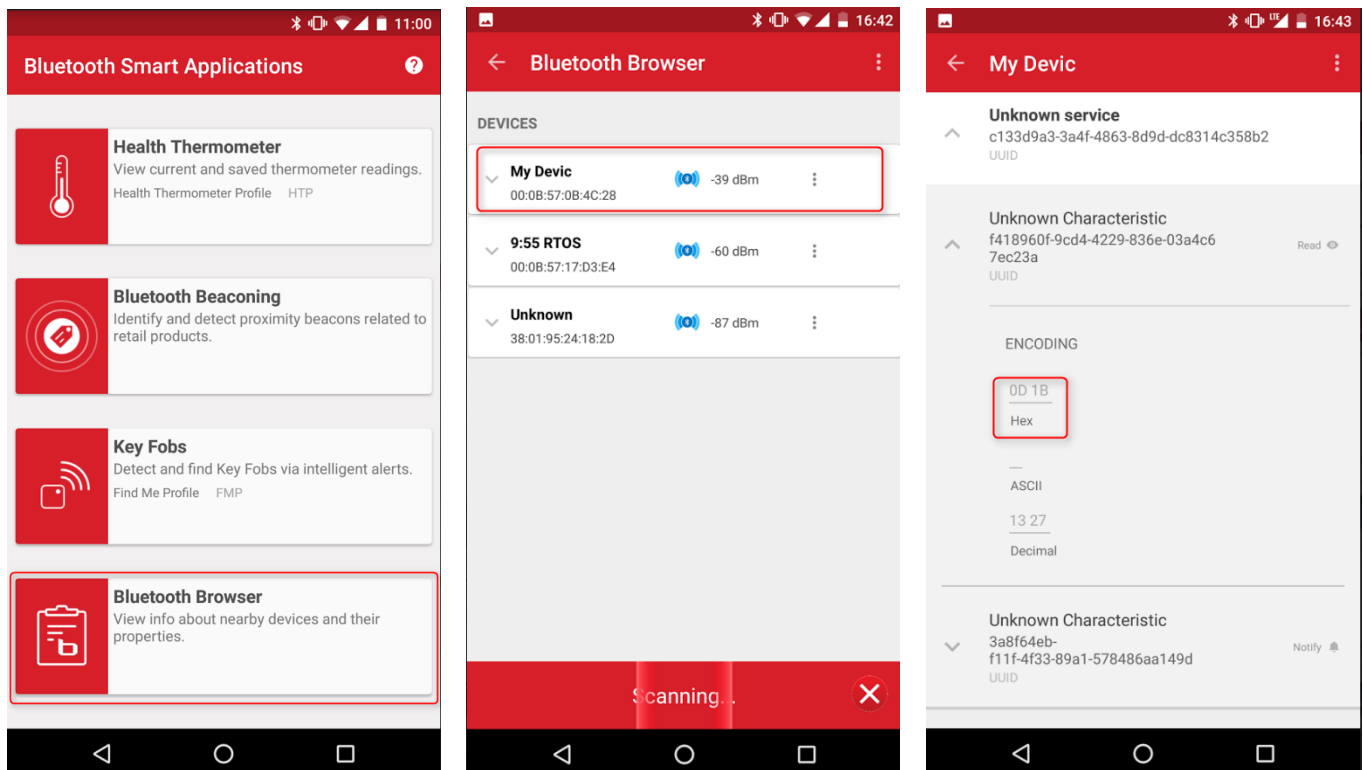 11:00
Bluetooth Smart Applications
?
Health Thermometer
View current and saved thermometer readings.
Health Thermometer Profile HTP
Bluetooth Beaconing
Identify and detect proximity beacons related to
retail products.
Key Fobs
Detect and find Key Fobs via intelligent alerts.
Find Me Profile FMP
Bluetooth Browser
View info about nearby devices and their
properties.
16:42
Bluetooth Browser
DEVICES
My Devic
00:0B:57:0B:4C:28
-39 dBm
9:55 RTOS
00:0B:57:17:D3:E4
-60 dBm
Unknown
38:01:95:24:18:2D
-87 dBm
Scanning. .
LTE 16:43
My Devic
Unknown service
c133d9a3-3a4f-4863-8d9d-dc8314c358b2
UUID
Unknown Characteristic
f418960f-9cd4-4229-836e-03a4c6
7ec23a
UUID
Read
ENCODING
0D 1B
Hex
ASCII
13 27
Decimal
Unknown Characteristic
3a8f64eb-
f11f-4f33-89a1-578486aa149d
UUID
Notify